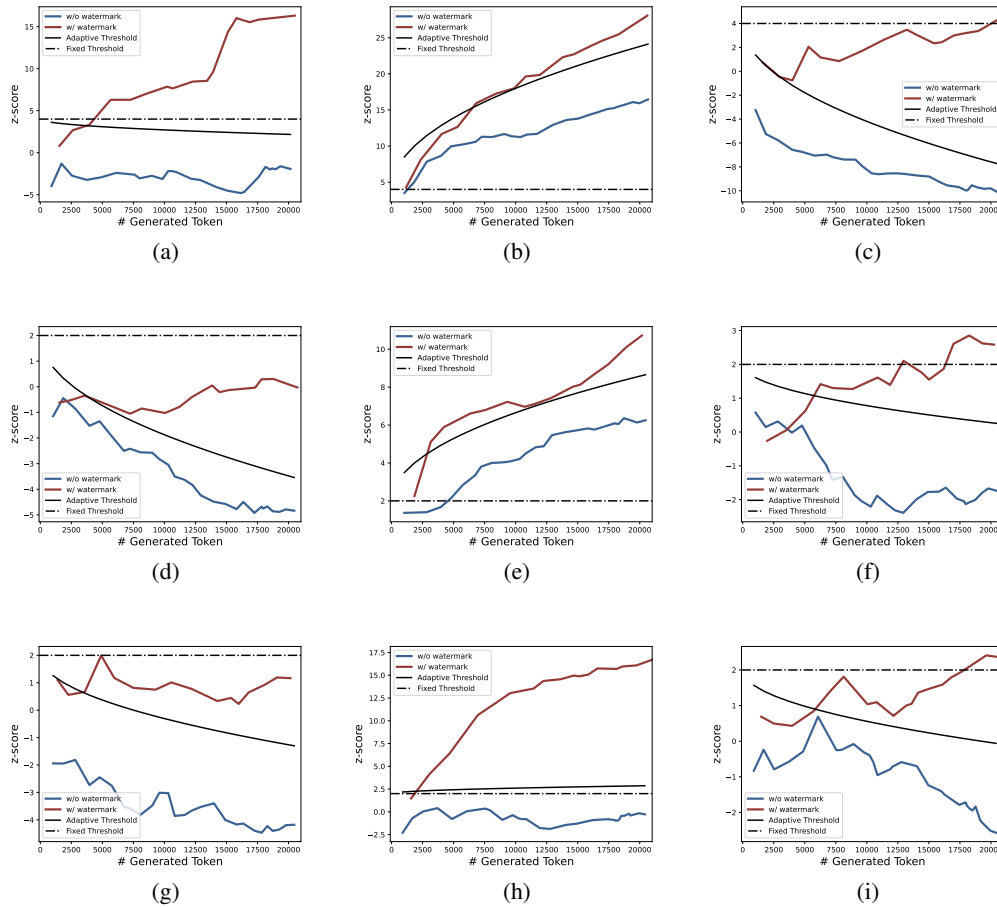 w/o watermark
w/ watermark
Adaptive Threshold
Fixed Threshold
z-score
15
10
5
0
−5
0 2500 5000 7500 10000 12500 15000 17500 20000
# Generated Token
(a)
w/o watermark
w/ watermark
Adaptive Threshold
Fixed Threshold
z-score
25
20
15
10
5
0 2500 5000 7500 10000 12500 15000 17500 20000
# Generated Token
(b)
w/o watermark
w/ watermark
Adaptive Threshold
Fixed Threshold
z-score
4
2
0
−2
−4
−6
−8
−10
0 2500 5000 7500 10000 12500 15000 17500 20000
# Generated Token
(c)
w/o watermark
w/ watermark
Adaptive Threshold
Fixed Threshold
z-score
2
1
0
−1
−2
−3
−4
−5
0 2500 5000 7500 10000 12500 15000 17500 20000
# Generated Token
(d)
w/o watermark
w/ watermark
Adaptive Threshold
Fixed Threshold
z-score
10
8
6
4
2
0 2500 5000 7500 10000 12500 15000 17500 20000
# Generated Token
(e)
w/o watermark
w/ watermark
Adaptive Threshold
Fixed Threshold
z-score
3
2
1
0
−1
−2
0 2500 5000 7500 10000 12500 15000 17500 20000
# Generated Token
(f)
w/o watermark
w/ watermark
Adaptive Threshold
Fixed Threshold
z-score
2
1
0
−1
−2
−3
−4
0 2500 5000 7500 10000 12500 15000 17500 20000
# Generated Token
(g)
w/o watermark
w/ watermark
Adaptive Threshold
Fixed Threshold
z-score
17.5
15.0
12.5
10.0
7.5
5.0
2.5
0.0
−2.5
0 2500 5000 7500 10000 12500 15000 17500 20000
# Generated Token
(h)
w/o watermark
w/ watermark
Adaptive Threshold
Fixed Threshold
z-score
2
1
0
−1
−2
0 2500 5000 7500 10000 12500 15000 17500 20000
# Generated Token
(i)